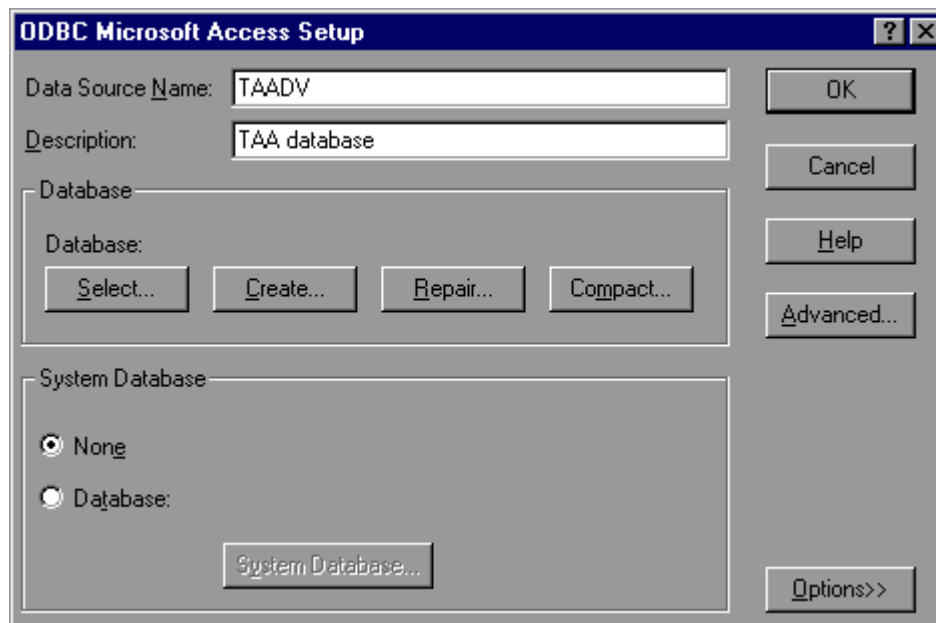 ODBC Microsoft Access Setup
Data Source Name: TAADV
OK
Description: TAA database
Cancel
Database
Database:
Help
Select... Create... Repair... Compact...
Advanced...
System Database
None
Database:
System Database...
Options>>